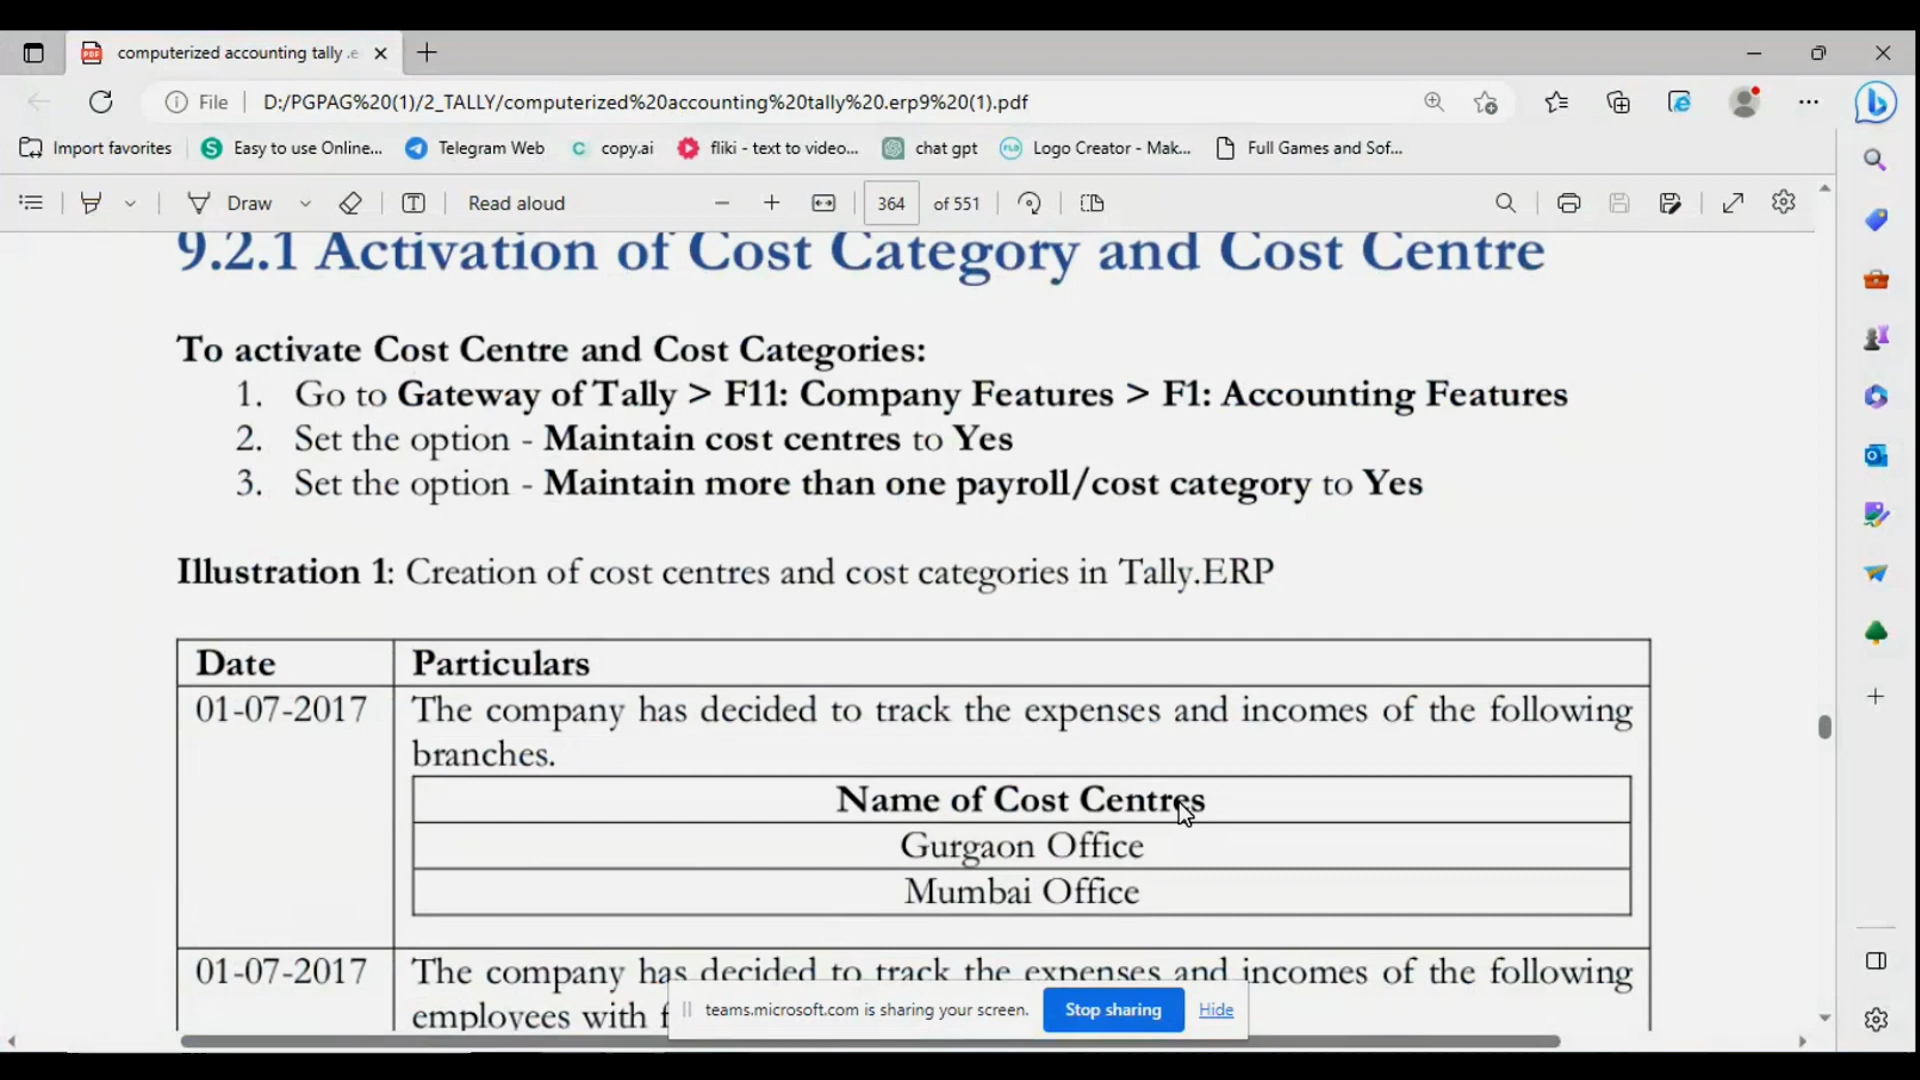 computerized accounting tally .e
File
D:/PGPAG%20(1)/2_TALLY/computerized%20accounting%20tally%20.erp9%20(1).pdf
Import favorites
Easy to use Online...
Telegram Web
copy.ai
fliki - text to video...
chat gpt
Logo Creator - Mak...
Full Games and Sof...
Draw
Read aloud
364 of 551
9.2.1 Activation of Cost Category and Cost Centre
To activate Cost Centre and Cost Categories:
1. Go to Gateway of Tally > F11: Company Features > F1: Accounting Features
2. Set the option - Maintain cost centres to Yes
3. Set the option - Maintain more than one payroll/cost category to Yes
Illustration 1: Creation of cost centres and cost categories in Tally.ERP
Date Particulars
01-07-2017 The company has decided to track the expenses and incomes of the following
branches.
Name of Cost Centres
Gurgaon Office
Mumbai Office
01-07-2017 The company has decided to track the expenses and incomes of the following
employees with
teams.microsoft.com is sharing your screen.
Stop sharing
Hide